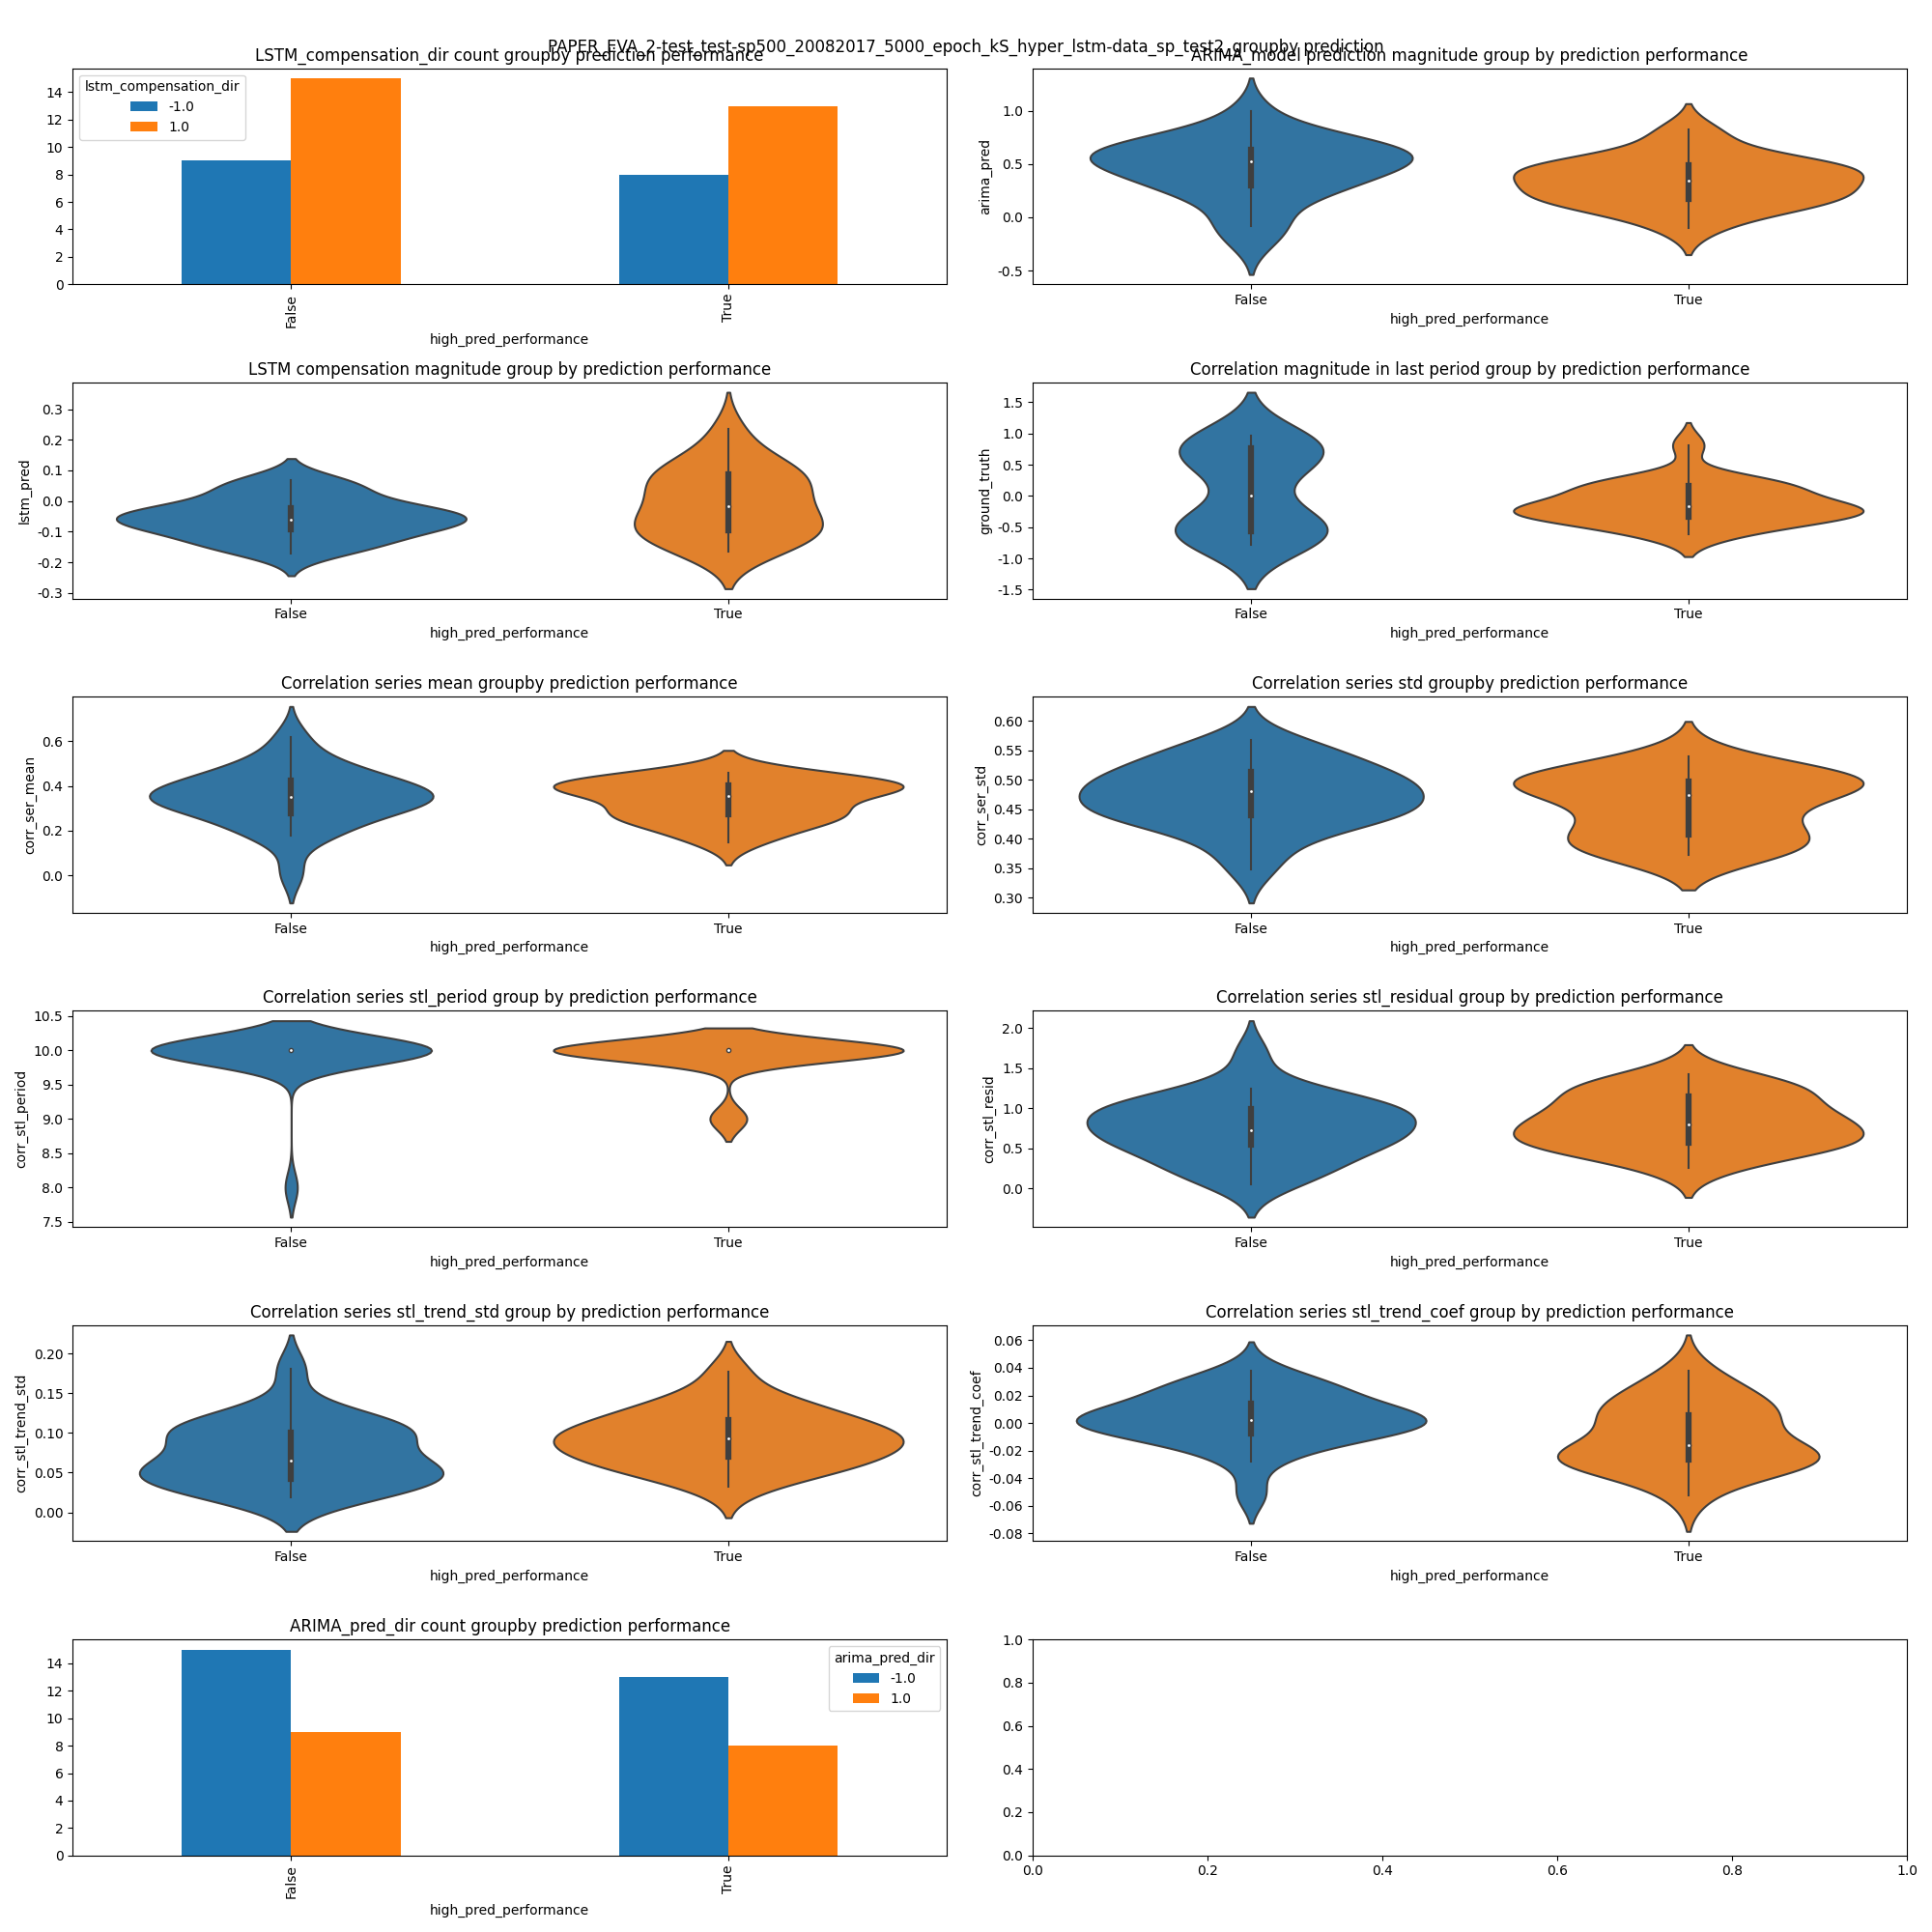 PAPER_EVA_2-test_test-sp500_20082017_5000_epoch_kS_hyper_lstm-data_sp_test2_groupby prediction
LSTM_compensation_dir count groupby prediction performance
lstm_compensation_dir
-1.0
1.0
14
12
10
8
6
4
2
0
False
True
high_pred_performance
ARIMA_model prediction magnitude group by prediction performance
arima_pred
1.0
0.5
0.0
-0.5
False
True
high_pred_performance
LSTM compensation magnitude group by prediction performance
lstm_pred
0.3
0.2
0.1
0.0
-0.1
-0.2
-0.3
False
True
high_pred_performance
Correlation magnitude in last period group by prediction performance
ground_truth
1.5
1.0
0.5
0.0
-0.5
-1.0
-1.5
False
True
high_pred_performance
Correlation series mean groupby prediction performance
corr_ser_mean
0.6
0.4
0.2
0.0
False
True
high_pred_performance
Correlation series std groupby prediction performance
corr_ser_std
0.60
0.55
0.50
0.45
0.40
0.35
0.30
False
True
high_pred_performance
Correlation series stl_period group by prediction performance
corr_stl_period
10.5
10.0
9.5
9.0
8.5
8.0
7.5
False
True
high_pred_performance
Correlation series stl_residual group by prediction performance
corr_stl_resid
2.0
1.5
1.0
0.5
0.0
False
True
high_pred_performance
Correlation series stl_trend_std group by prediction performance
corr_stl_trend_std
0.20
0.15
0.10
0.05
0.00
False
True
high_pred_performance
Correlation series stl_trend_coef group by prediction performance
corr_stl_trend_coef
0.06
0.04
0.02
0.00
-0.02
-0.04
-0.06
-0.08
False
True
high_pred_performance
ARIMA_pred_dir count groupby prediction performance
arima_pred_dir
-1.0
1.0
14
12
10
8
6
4
2
0
False
True
high_pred_performance
1.0
0.8
0.6
0.4
0.2
0.0
0.0
0.2
0.4
0.6
0.8
1.0